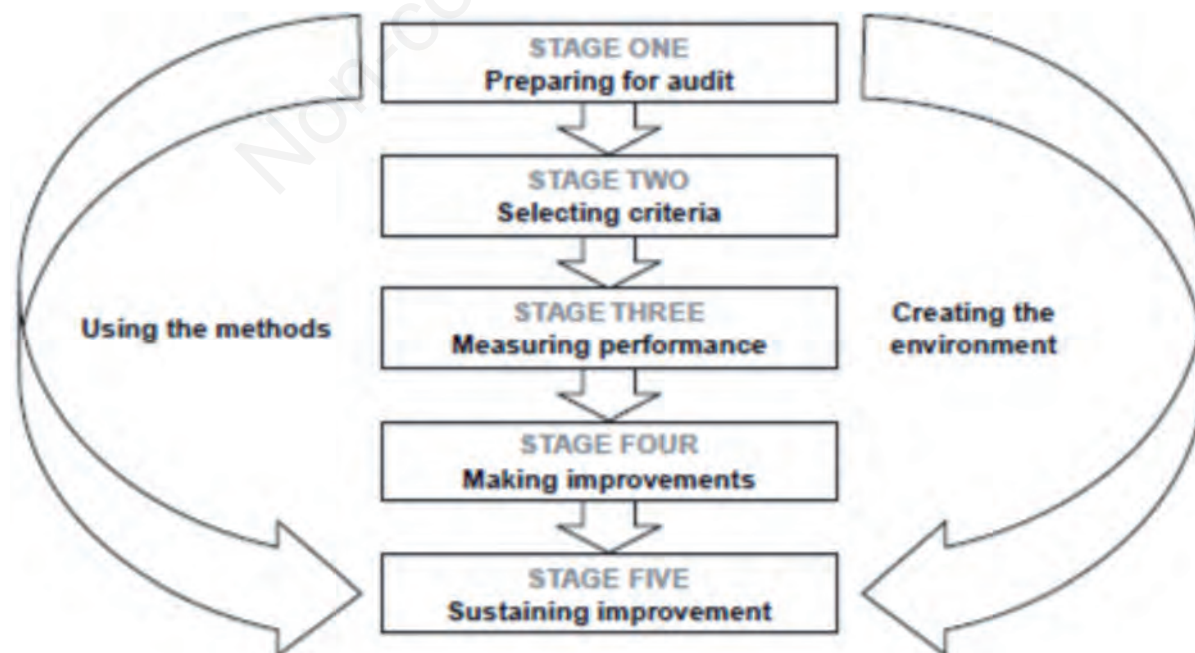 STAGE ONE
Preparing for audit
STAGE TWO
Selecting criteria
STAGE THREE
Measuring performance
Using the methods
Creating the
environment
STAGE FOUR
Making improvements
STAGE FIVE
Sustaining improvement